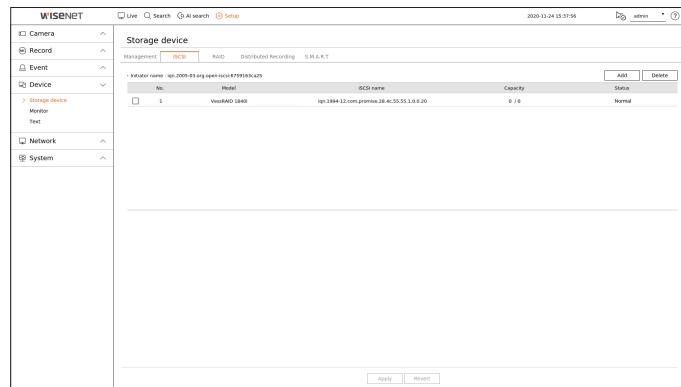 WISENET
Live Search AI search Setup 2020-11-24 15:37:56 admin ?
Camera
Record
Event
Device
Storage device
Monitor
Text
Network
System
Storage device
Management iSCSI RAID Distributed Recording S.M.A.R.T
• Initiator name : iqn.2005-03.org.open-iscsi:6759163ca25 Add Delete
No. Model iSCSI name Capacity Status
1 VessRAID 1840i iqn.1994-12.com.promise.28.4c.55.55.1.0.0.20 0 / 0 Normal
Apply Revert